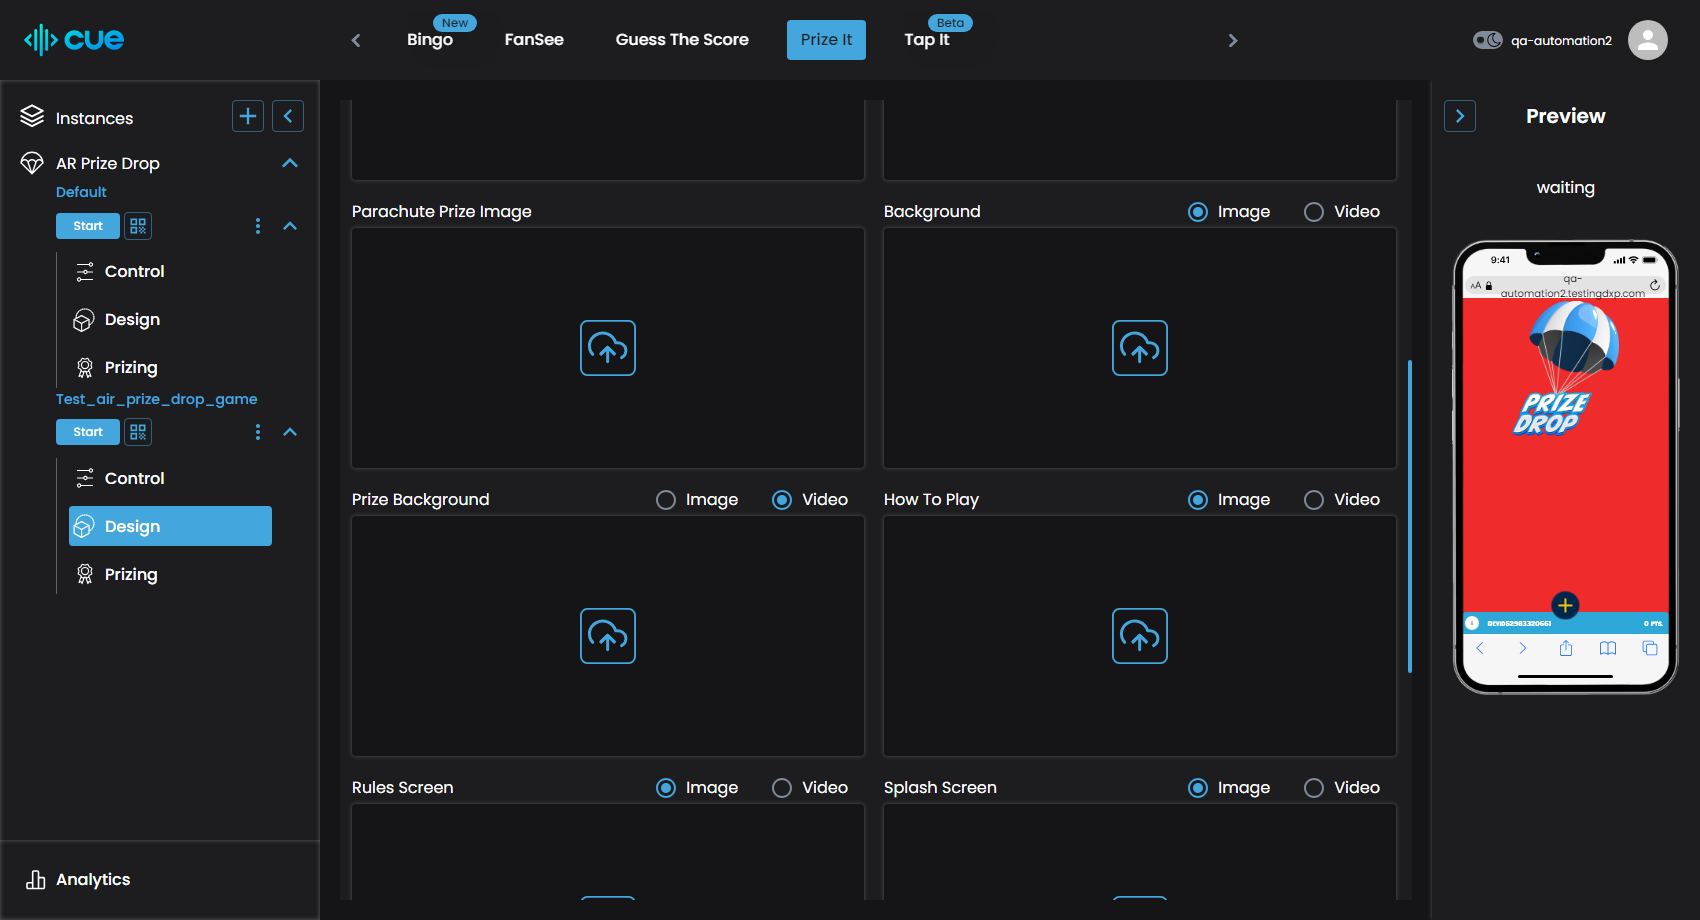 cue
Bingo
New
FanSee
Guess The Score
Prize It
Tap It
Beta
qa-automation2
Instances
AR Prize Drop
Default
Start
Control
Design
Prizing
Test_air_prize_drop_game
Start
Control
Design
Prizing
Analytics
Parachute Prize Image
Background
Image
Video
Prize Background
Image
Video
How To Play
Image
Video
Rules Screen
Image
Video
Splash Screen
Image
Video
Preview
waiting
9:41
AA
qa-
automation2.testingdxp.com
PRIZE
DROP
0 PTS.